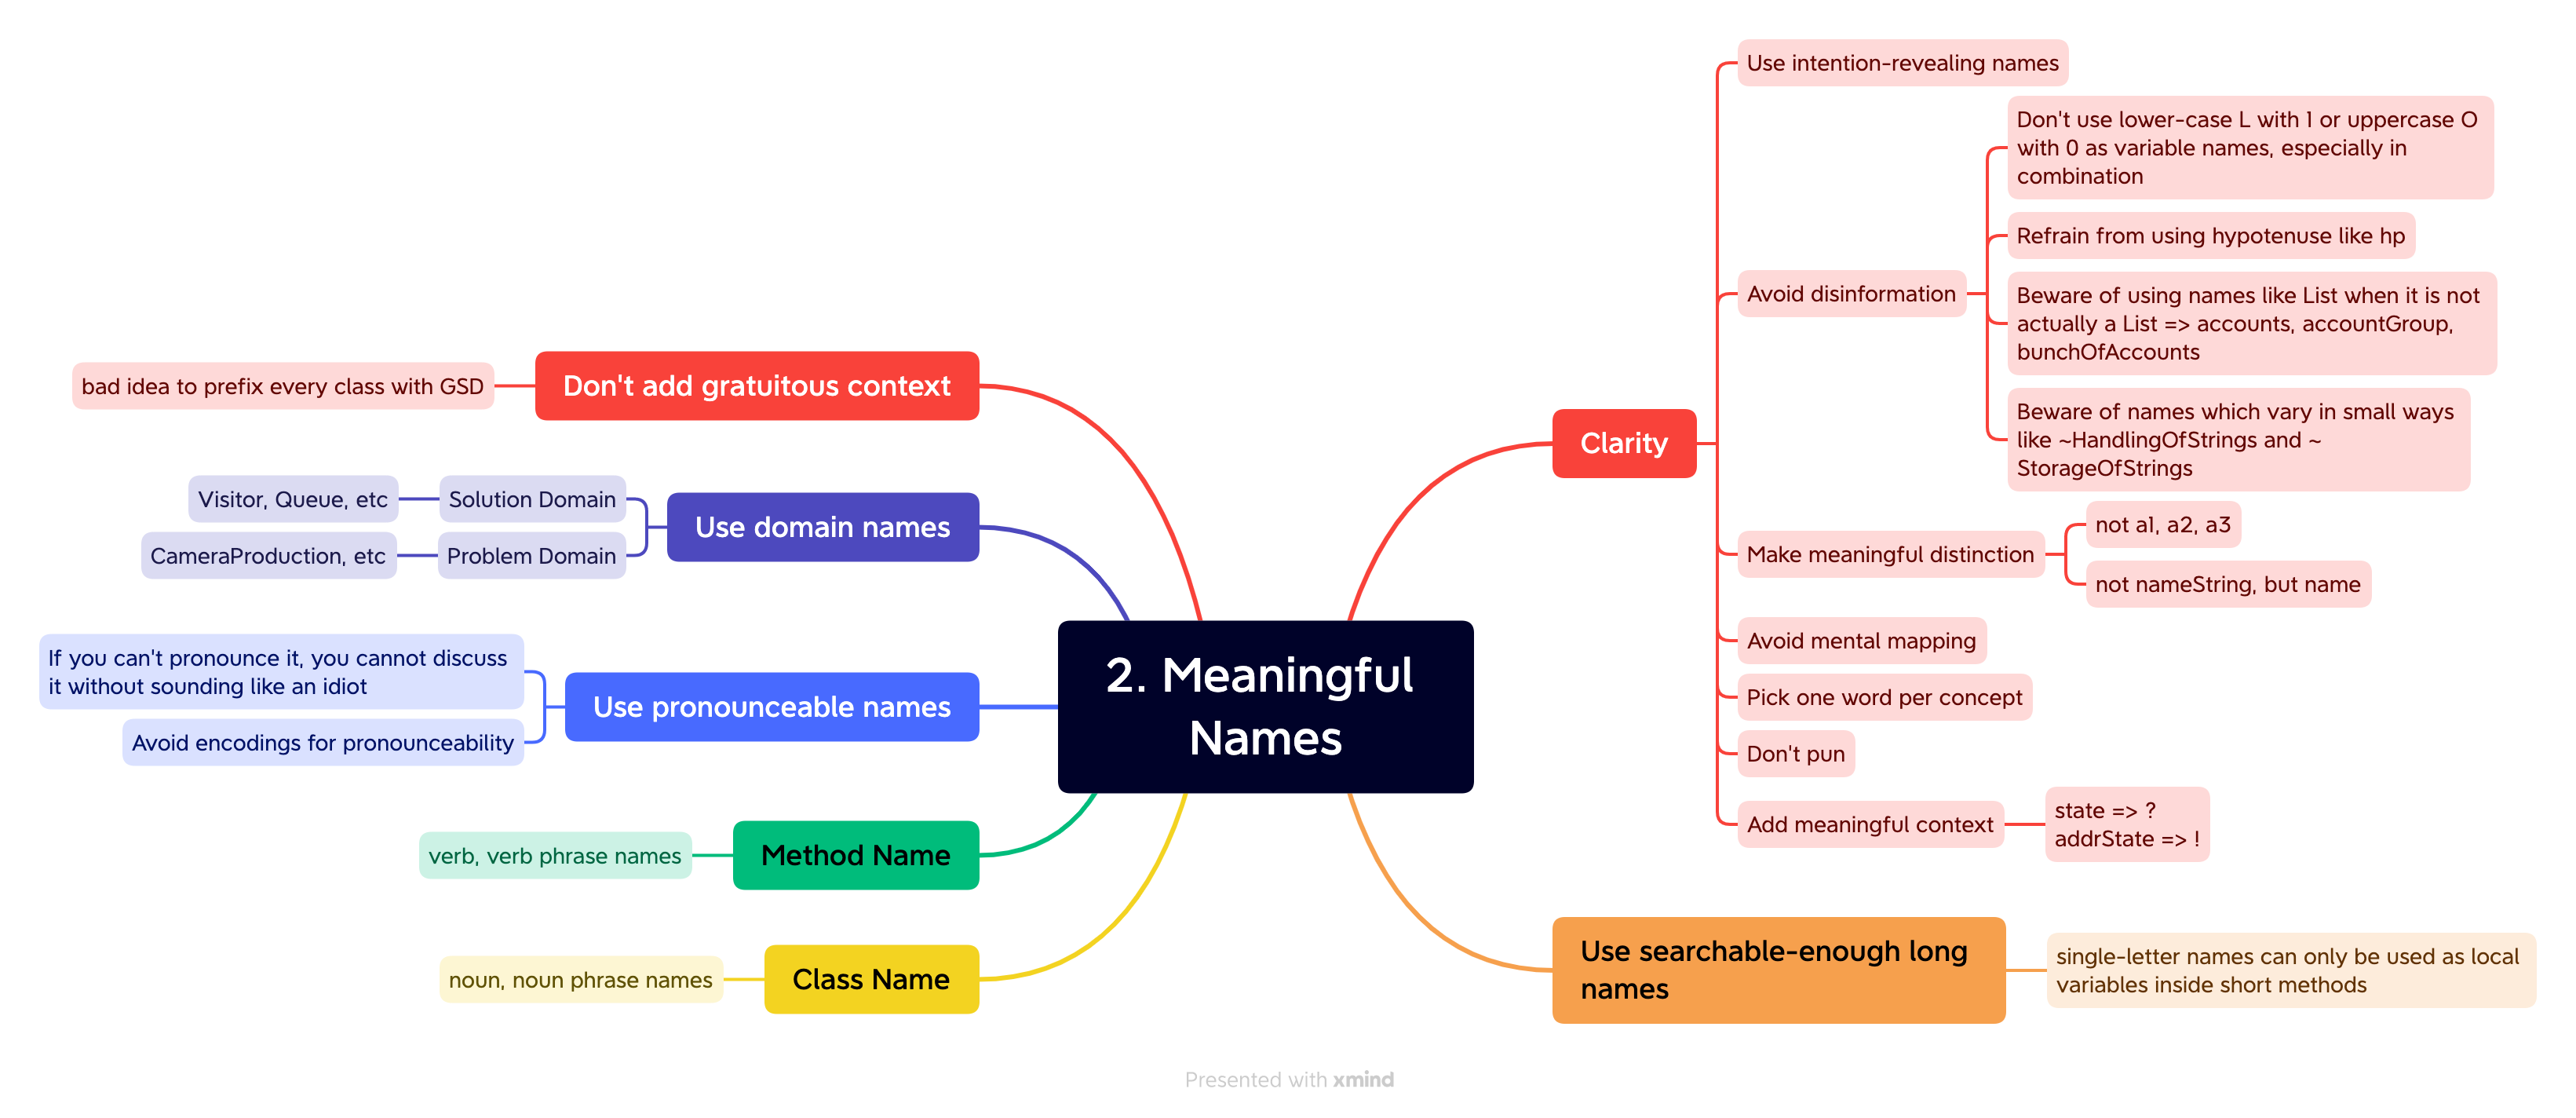 2. Meaningful
Names
Clarity
Use intention-revealing names
Avoid disinformation
Don't use lower-case L with 1 or uppercase O
with 0 as variable names, especially in
combination
Refrain from using hypotenuse like hp
Beware of using names like List when it is not
actually a List => accounts, accountGroup,
bunchOfAccounts
Beware of names which vary in small ways
like ~HandlingOfStrings and ~
StorageOfStrings
Make meaningful distinction
not a1, a2, a3
not nameString, but name
Avoid mental mapping
Pick one word per concept
Don't pun
Add meaningful context
state => ?
addrState => !
Use searchable-enough long
names
single-letter names can only be used as local
variables inside short methods
Don't add gratuitous context
bad idea to prefix every class with GSD
Use domain names
Solution Domain
Visitor, Queue, etc
Problem Domain
CameraProduction, etc
Use pronounceable names
If you can't pronounce it, you cannot discuss
it without sounding like an idiot
Avoid encodings for pronounceability
Method Name
verb, verb phrase names
Class Name
noun, noun phrase names
Presented with xmind